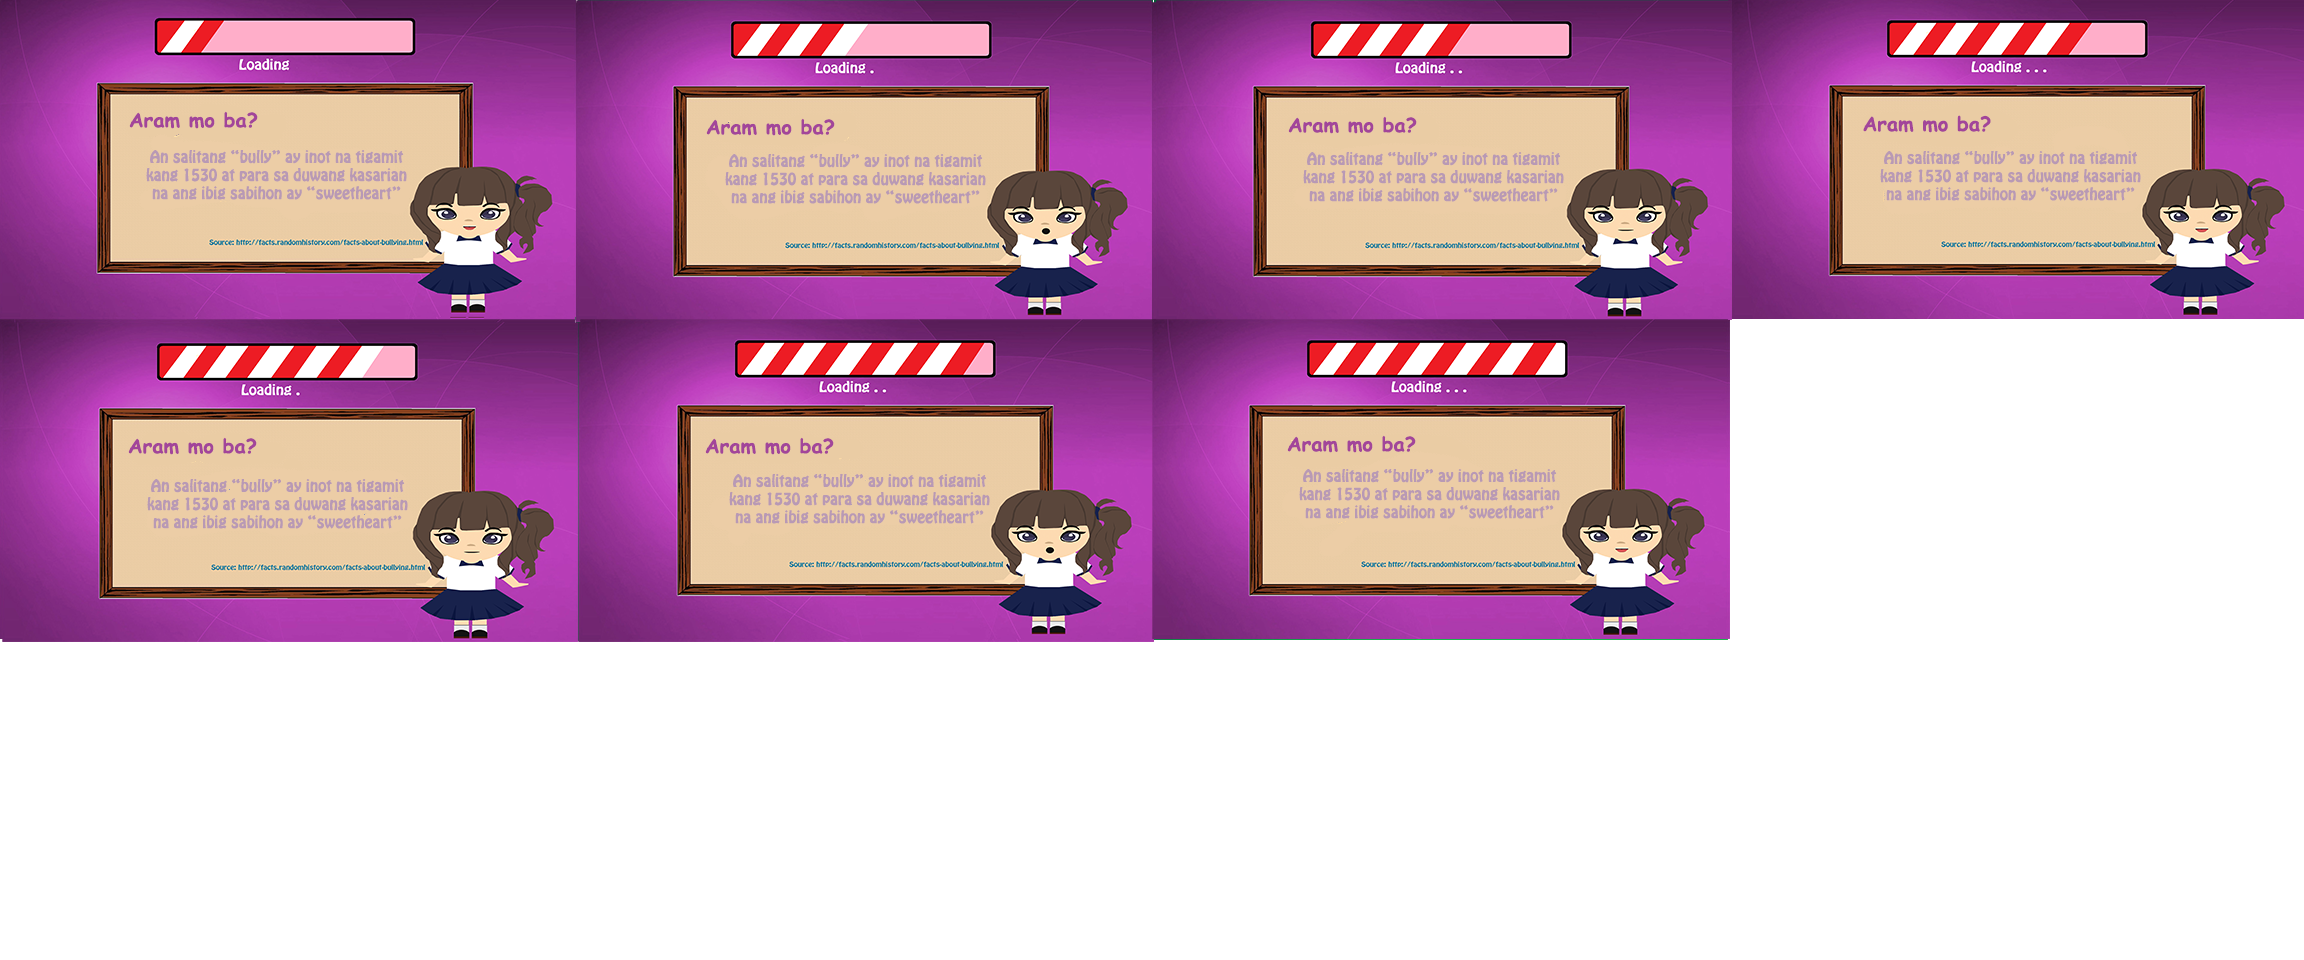 Loading
Aram mo ba?
An salitang “bully” ay inot na tigamit
kang 1530 at para sa duwang kasarian
na ang ibig sabihon ay “sweetheart”
Source: http://facts.randomhistory.com/facts-about-bullying.html
Loading .
Aram mo ba?
An salitang “bully” ay inot na tigamit
kang 1530 at para sa duwang kasarian
na ang ibig sabihon ay “sweetheart”
Source: http://facts.randomhistory.com/facts-about-bullying.html
Loading . .
Aram mo ba?
An salitang “bully” ay inot na tigamit
kang 1530 at para sa duwang kasarian
na ang ibig sabihon ay “sweetheart”
Source: http://facts.randomhistory.com/facts-about-bullying.html
Loading . . .
Aram mo ba?
An salitang “bully” ay inot na tigamit
kang 1530 at para sa duwang kasarian
na ang ibig sabihon ay “sweetheart”
Source: http://facts.randomhistory.com/facts-about-bullying.html
Loading .
Aram mo ba?
An salitang “bully” ay inot na tigamit
kang 1530 at para sa duwang kasarian
na ang ibig sabihon ay “sweetheart”
Source: http://facts.randomhistory.com/facts-about-bullying.html
Loading . .
Aram mo ba?
An salitang “bully” ay inot na tigamit
kang 1530 at para sa duwang kasarian
na ang ibig sabihon ay “sweetheart”
Source: http://facts.randomhistory.com/facts-about-bullying.html
Loading . . .
Aram mo ba?
An salitang “bully” ay inot na tigamit
kang 1530 at para sa duwang kasarian
na ang ibig sabihon ay “sweetheart”
Source: http://facts.randomhistory.com/facts-about-bullying.html